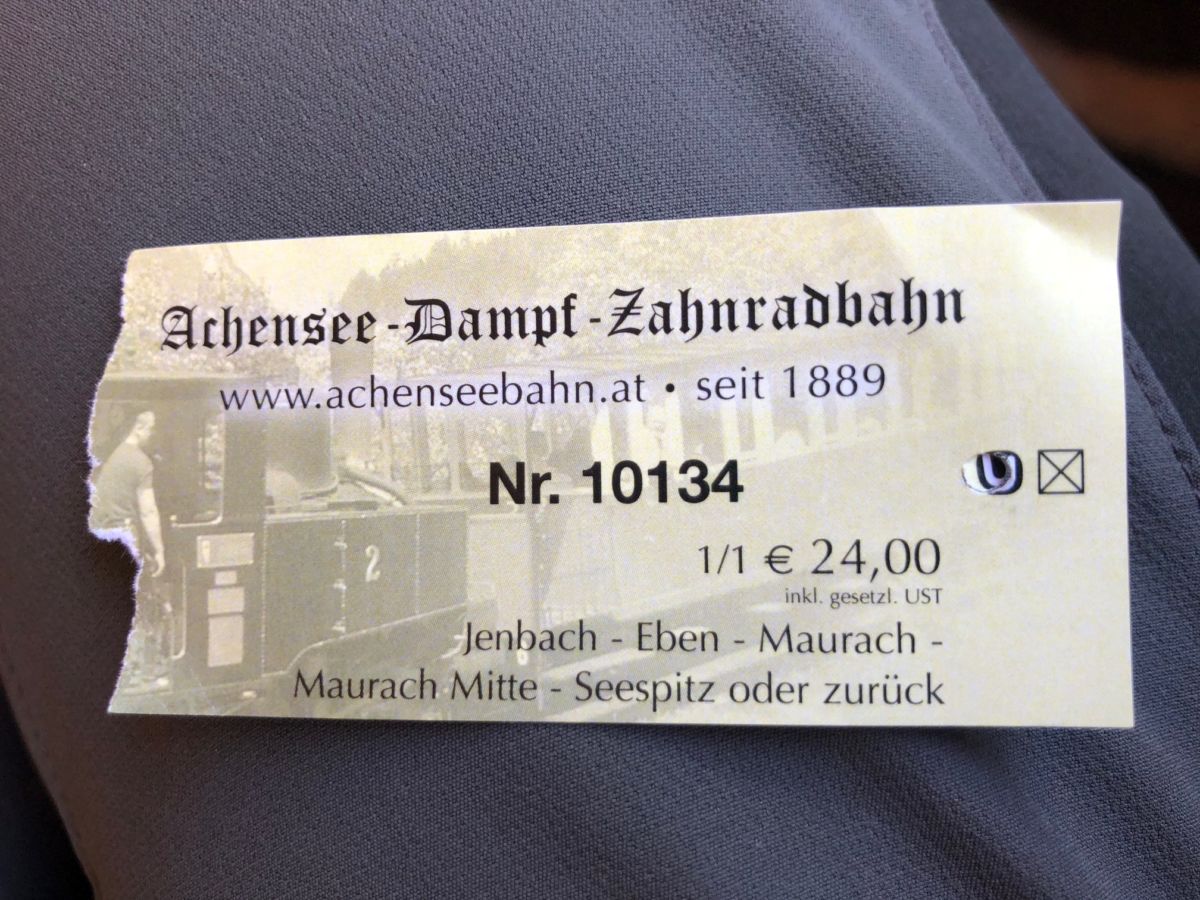 Achensee-Dampf-Zahnradbahn
www.achenseebahn.at • seit 1889
Nr. 10134
1/1 € 24,00
inkl. gesetzl. UST
Jenbach - Eben - Maurach -
Maurach Mitte - Seespitz oder zurück
2